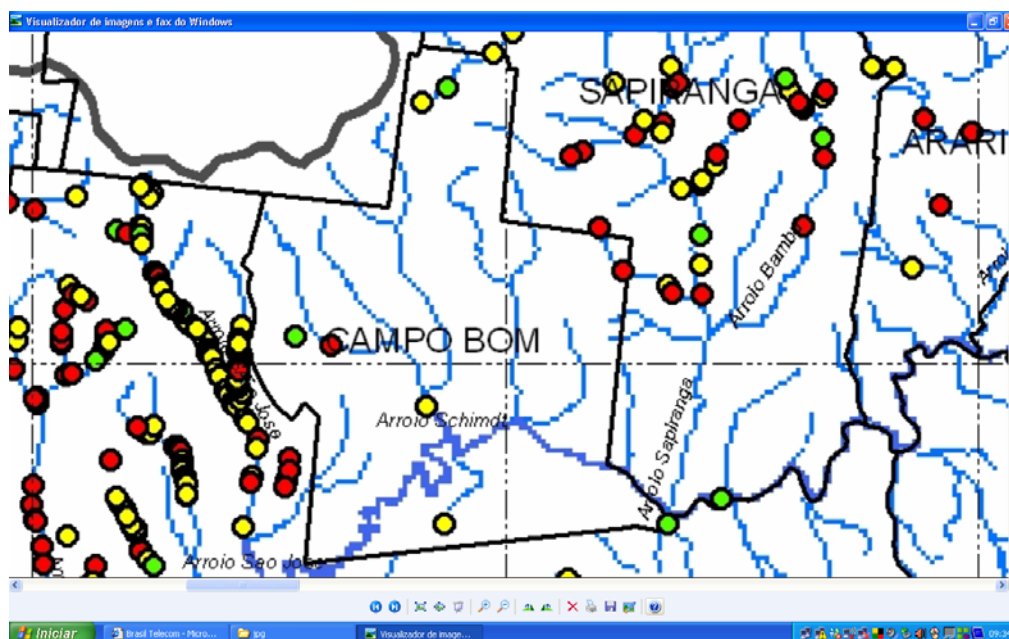 Visualizador de imagens e fax do Windows
SAPIRANGA
ARARI
Arroio Bamb
CAMPO BOM
Arroio Schimdt
Arroio Sapiranga
Arroio Sao Jose
Iniciar
Brasil Telecom - Micro...
jpg
Visualizador de image...